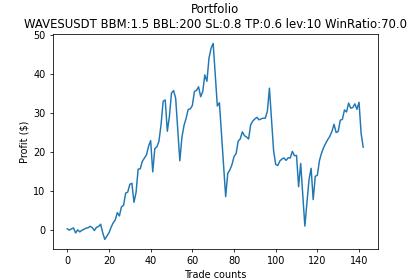 Portfolio
WAVESUSDT BBM:1.5 BBL:200 SL:0.8 TP:0.6 lev:10 WinRatio:70.0
50
40
30
20
10
0
Profit ($)
0 20 40 60 80 100 120 140
Trade counts